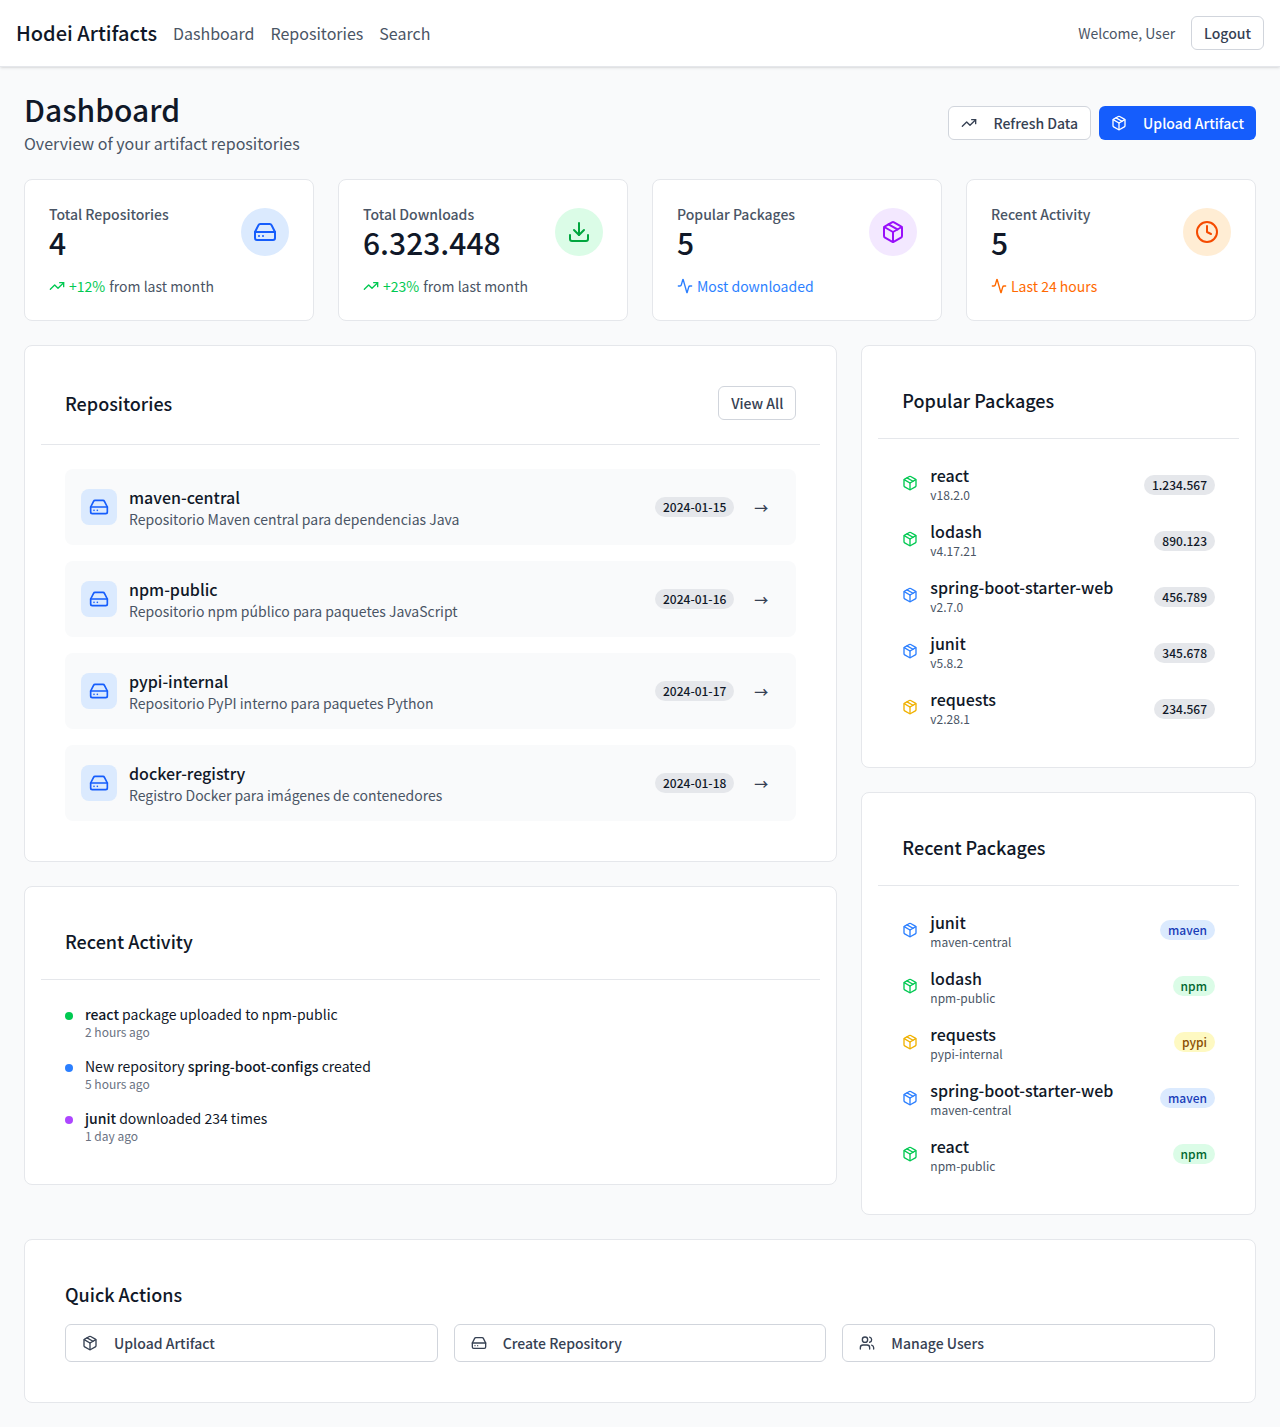 Hodei Artifacts Dashboard Repositories Search Welcome, User Logout
Dashboard
Overview of your artifact repositories
Refresh Data Upload Artifact
Total Repositories
4
+12% from last month
Total Downloads
6.323.448
+23% from last month
Popular Packages
5
Most downloaded
Recent Activity
5
Last 24 hours
Repositories View All
maven-central
Repositorio Maven central para dependencias Java
2024-01-15 →
npm-public
Repositorio npm público para paquetes JavaScript
2024-01-16 →
pypi-internal
Repositorio PyPI interno para paquetes Python
2024-01-17 →
docker-registry
Registro Docker para imágenes de contenedores
2024-01-18 →
Recent Activity
react package uploaded to npm-public
2 hours ago
New repository spring-boot-configs created
5 hours ago
junit downloaded 234 times
1 day ago
Popular Packages
react
v18.2.0
1.234.567
lodash
v4.17.21
890.123
spring-boot-starter-web
v2.7.0
456.789
junit
v5.8.2
345.678
requests
v2.28.1
234.567
Recent Packages
junit
maven-central
maven
lodash
npm-public
npm
requests
pypi-internal
pypi
spring-boot-starter-web
maven-central
maven
react
npm-public
npm
Quick Actions
Upload Artifact Create Repository Manage Users